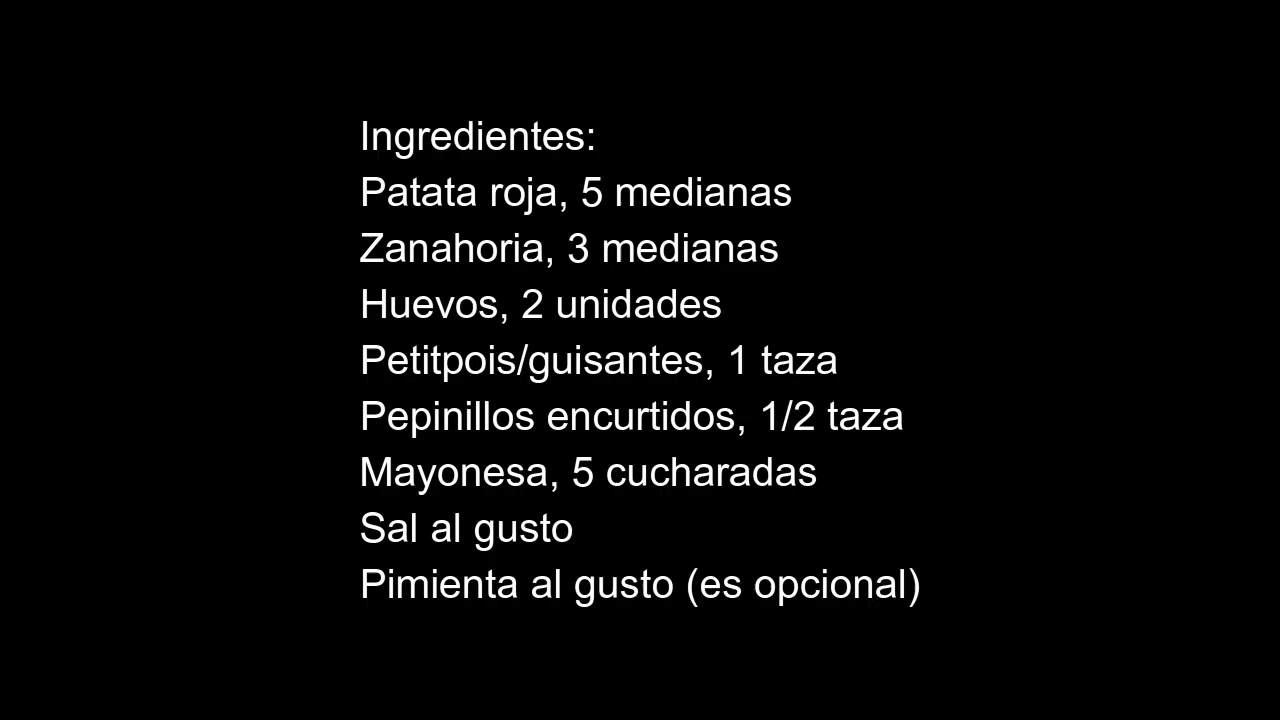 Ingredientes:
Patata roja, 5 medianas
Zanahoria, 3 medianas
Huevos, 2 unidades
Petitpois/guisantes, 1 taza
Pepinillos encurtidos, 1/2 taza
Mayonesa, 5 cucharadas
Sal al gusto
Pimienta al gusto (es opcional)